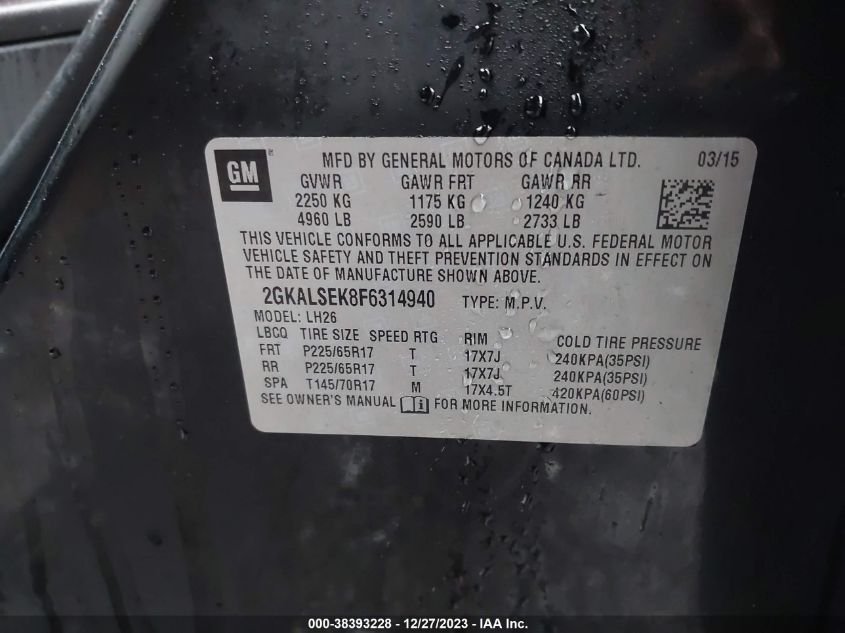 GM ® MFD BY GENERAL MOTORS OF CANADA LTD. 03/15
GVWR GAWR FRT GAWR RR
2250 KG 1175 KG 1240 KG
4960 LB 2590 LB 2733 LB
THIS VEHICLE CONFORMS TO ALL APPLICABLE U.S. FEDERAL MOTOR
VEHICLE SAFETY AND THEFT PREVENTION STANDARDS IN EFFECT ON
THE DATE OF MANUFACTURE SHOWN ABOVE.
2GKALSEK8F6314940 TYPE: M.P.V.
MODEL: LH26
LBCQ TIRE SIZE SPEED RTG RIM COLD TIRE PRESSURE
FRT P225/65R17 T 17X7J 240KPA(35PSI)
RR P225/65R17 T 17X7J 240KPA(35PSI)
SPA T145/70R17 M 17X4.5T 420KPA(60PSI)
SEE OWNER'S MANUAL FOR MORE INFORMATION.
000-38393228 - 12/27/2023 - IAA Inc.